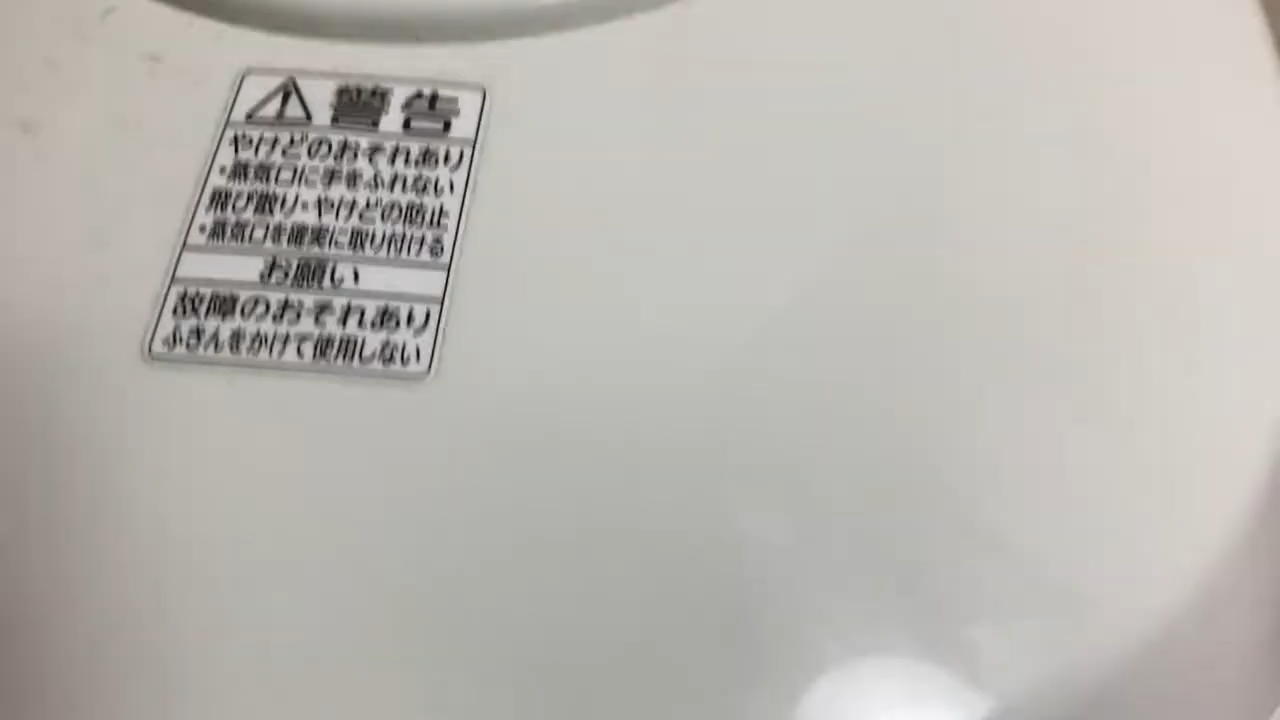 警告
やけどのおそれあり
・蒸気口に手をふれない
飛び散り・やけどの防止
・蒸気口を確実に取り付ける
お願い
故障のおそれあり
ふきんをかけて使用しない